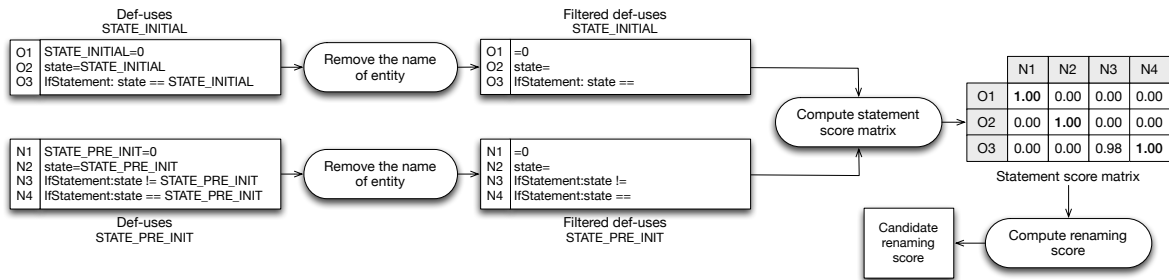 Def-uses
STATE_INITIAL
O1 STATE_INITIAL=0
O2 state=STATE_INITIAL
O3 IfStatement: state == STATE_INITIAL
Remove the name
of entity
Filtered def-uses
STATE_INITIAL
O1 =0
O2 state=
O3 IfStatement: state ==
N1 STATE_PRE_INIT=0
N2 state=STATE_PRE_INIT
N3 IfStatement:state != STATE_PRE_INIT
N4 IfStatement:state == STATE_PRE_INIT
Def-uses
STATE_PRE_INIT
Remove the name
of entity
N1 =0
N2 state=
N3 IfStatement:state !=
N4 IfStatement:state ==
Filtered def-uses
STATE_PRE_INIT
Compute statement
score matrix
N1 N2 N3 N4
O1 1.00 0.00 0.00 0.00
O2 0.00 1.00 0.00 0.00
O3 0.00 0.00 0.98 1.00
Statement score matrix
Compute renaming
score
Candidate
renaming
score